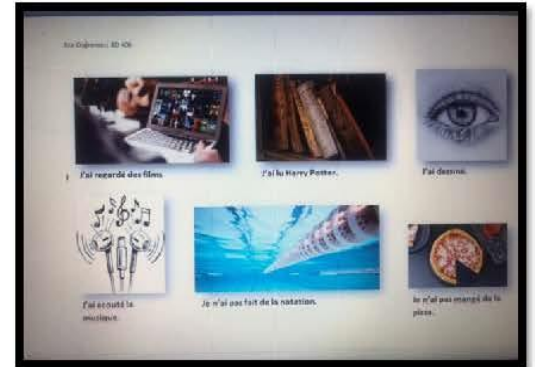 J'ai regardé des films.
J'ai lu Harry Potter.
J'ai dessiné.
J'ai écouté la
musique.
Je n'ai pas fait de la natation.
Je n'ai pas mangé de la
pizza.